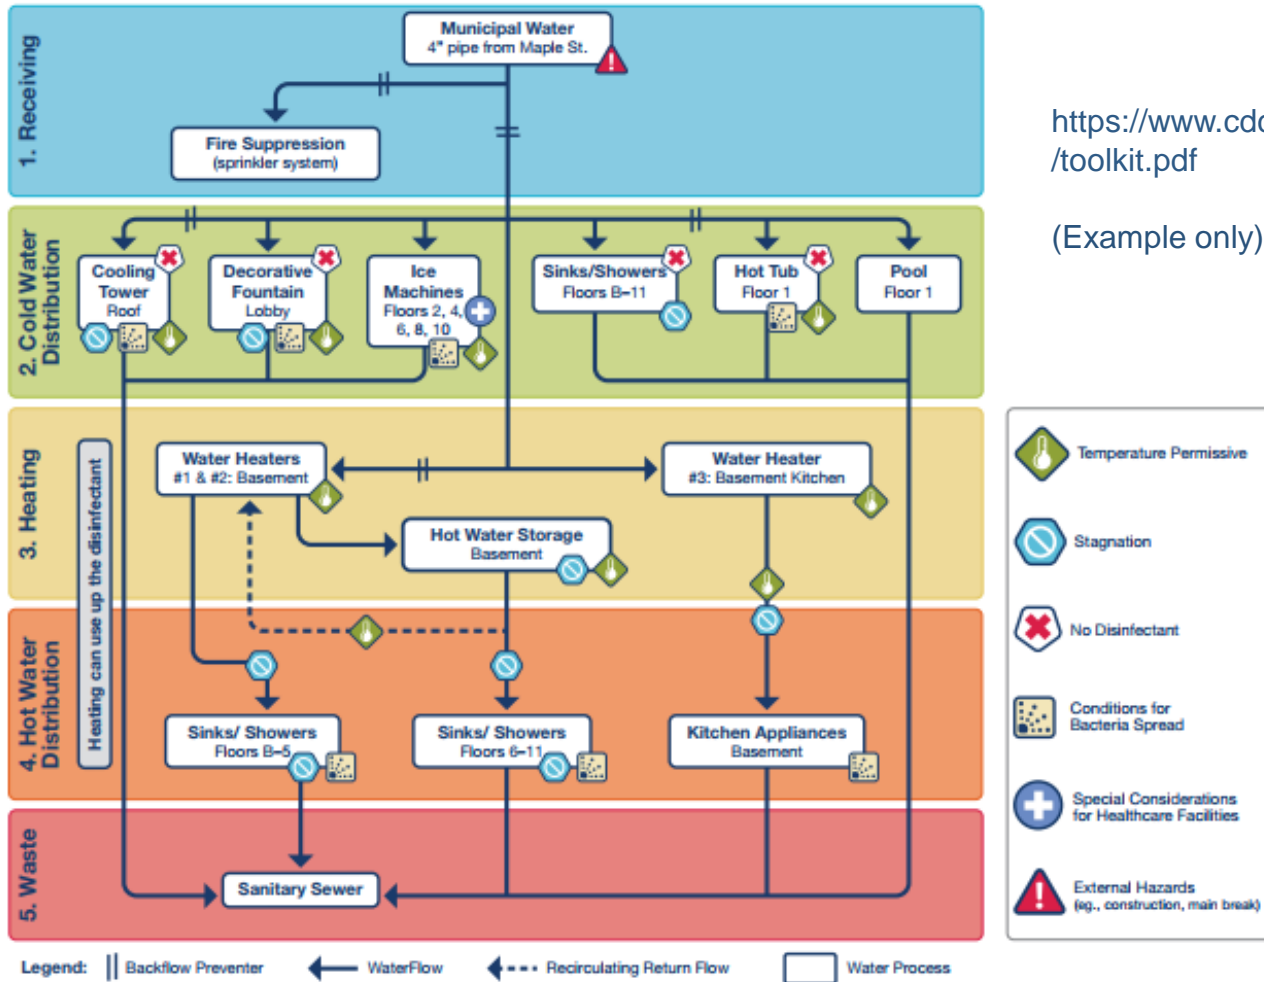 1. Receiving
Municipal Water
4" pipe from Maple St.
Fire Suppression
(sprinkler system)
https://www.cdc
/toolkit.pdf
(Example only)
2. Cold Water
Distribution
Cooling
Tower
Roof
Decorative
Fountain
Lobby
Ice
Machines
Floors 2, 4,
6, 8, 10
Sinks/Showers
Floors B–11
Hot Tub
Floor 1
Pool
Floor 1
3. Heating
Heating can use up the disinfectant
Water Heaters
#1 & #2: Basement
Water Heater
#3: Basement Kitchen
Hot Water Storage
Basement
4. Hot Water
Distribution
Sinks/ Showers
Floors B–5
Sinks/ Showers
Floors 6–11
Kitchen Appliances
Basement
5. Waste
Sanitary Sewer
Temperature Permissive
Stagnation
No Disinfectant
Conditions for
Bacteria Spread
Special Considerations
for Healthcare Facilities
External Hazards
(eg., construction, main break)
Legend: Backflow Preventer WaterFlow Recirculating Return Flow Water Process